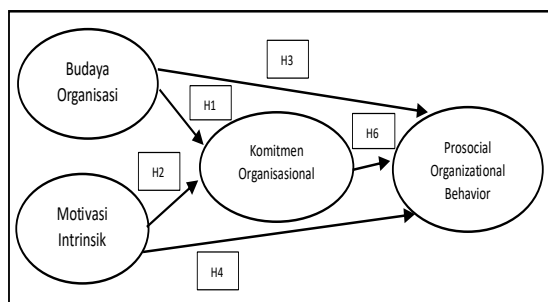 Budaya
Organisasi
H3
H1
Komitmen
Organisasional
H6
Prosocial
Organizational
Behavior
H2
Motivasi
Intrinsik
H4